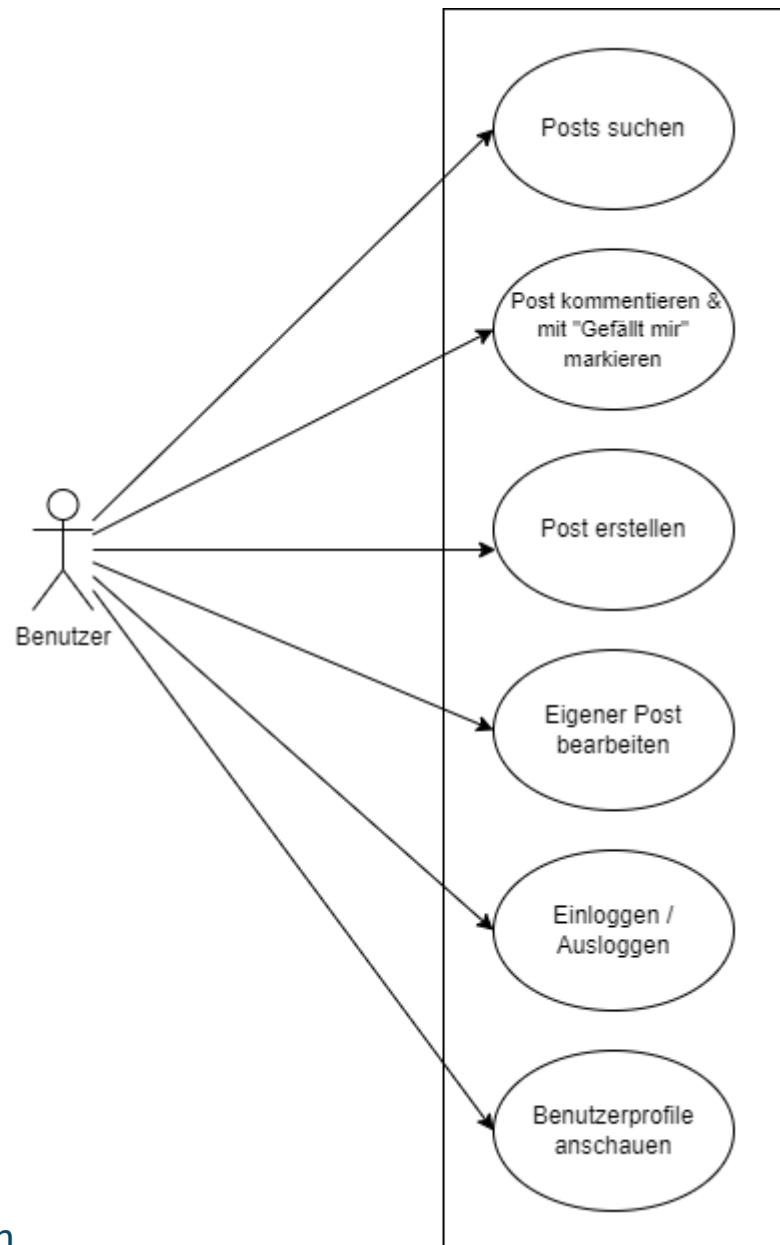 Posts suchen
Post kommentieren &
mit "Gefällt mir"
markieren
Post erstellen
Benutzer
Eigener Post
bearbeiten
Einloggen /
Ausloggen
Benutzerprofile
anschauen